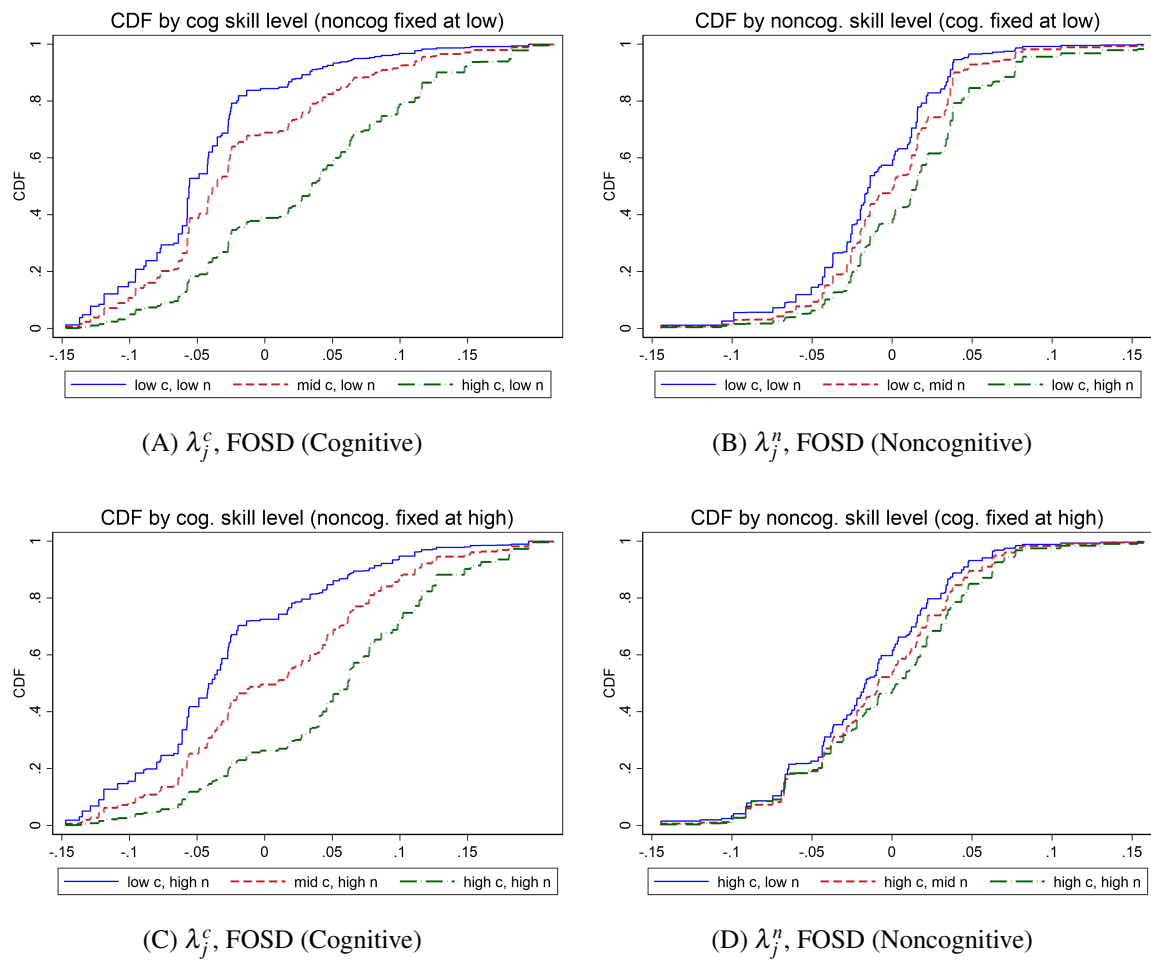 CDF by cog skill level (noncog fixed at low)
CDF
0 .2 .4 .6 .8 1
-.15 -.1 -.05 0 .05 .1 .15
low c, low n mid c, low n high c, low n
(A) λ_j^c, FOSD (Cognitive)
CDF by noncog. skill level (cog. fixed at low)
CDF
0 .2 .4 .6 .8 1
-.15 -.1 -.05 0 .05 .1 .15
low c, low n low c, mid n low c, high n
(B) λ_j^n, FOSD (Noncognitive)
CDF by cog. skill level (noncog. fixed at high)
CDF
0 .2 .4 .6 .8 1
-.15 -.1 -.05 0 .05 .1 .15
low c, high n mid c, high n high c, high n
(C) λ_j^c, FOSD (Cognitive)
CDF by noncog. skill level (cog. fixed at high)
CDF
0 .2 .4 .6 .8 1
-.15 -.1 -.05 0 .05 .1 .15
high c, low n high c, mid n high c, high n
(D) λ_j^n, FOSD (Noncognitive)